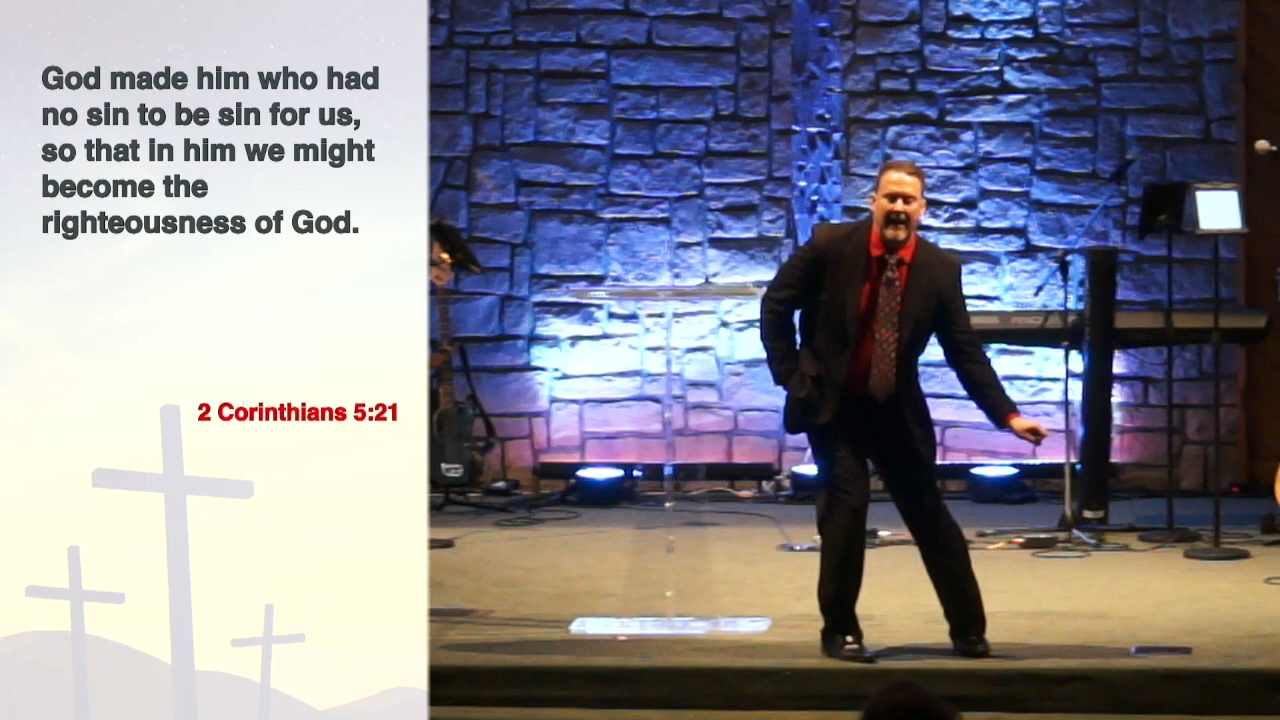 God made him who had
no sin to be sin for us,
so that in him we might
become the
righteousness of God.
2 Corinthians 5:21